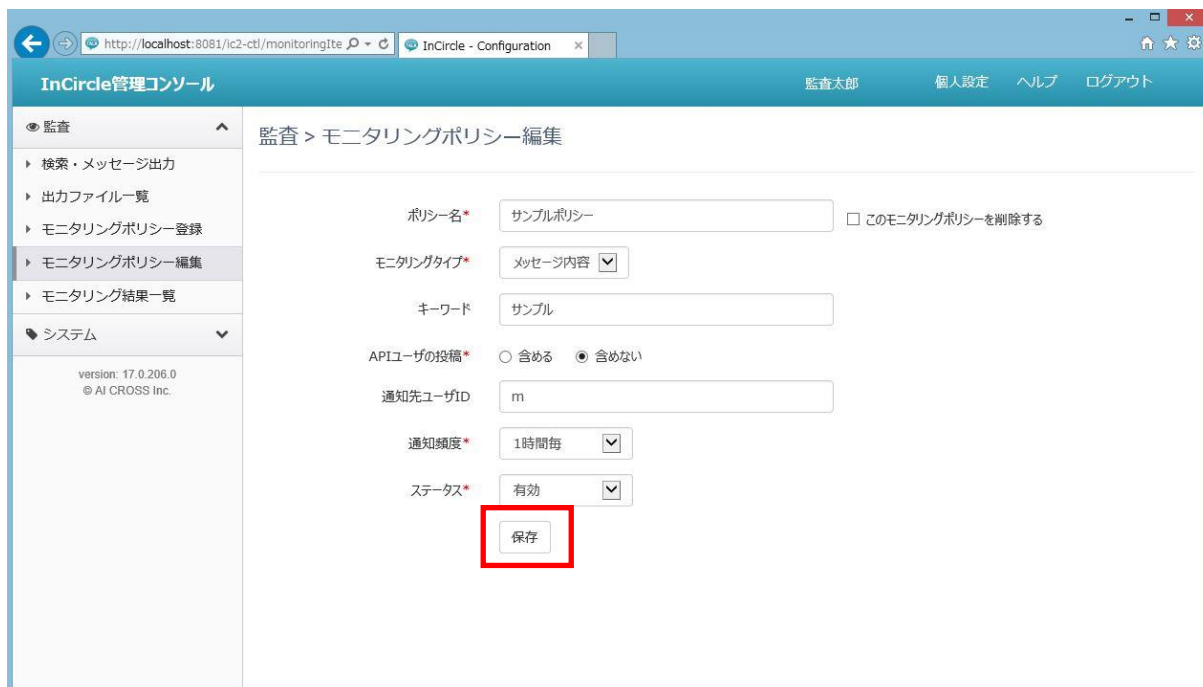 http://localhost:8081/ic2-ctl/monitoringIte
InCircle - Configuration
InCircle管理コンソール
監査太郎 個人設定 ヘルプ ログアウト
監査
検索・メッセージ出力
出力ファイル一覧
モニタリングポリシー登録
モニタリングポリシー編集
モニタリング結果一覧
システム
version: 17.0.206.0
© AI CROSS Inc.
監査 > モニタリングポリシー編集
ポリシー名* サンプルポリシー このモニタリングポリシーを削除する
モニタリングタイプ* メッセージ内容
キーワード サンプル
APIユーザの投稿* 含める 含めない
通知先ユーザID m
通知頻度* 1時間毎
ステータス* 有効
保存